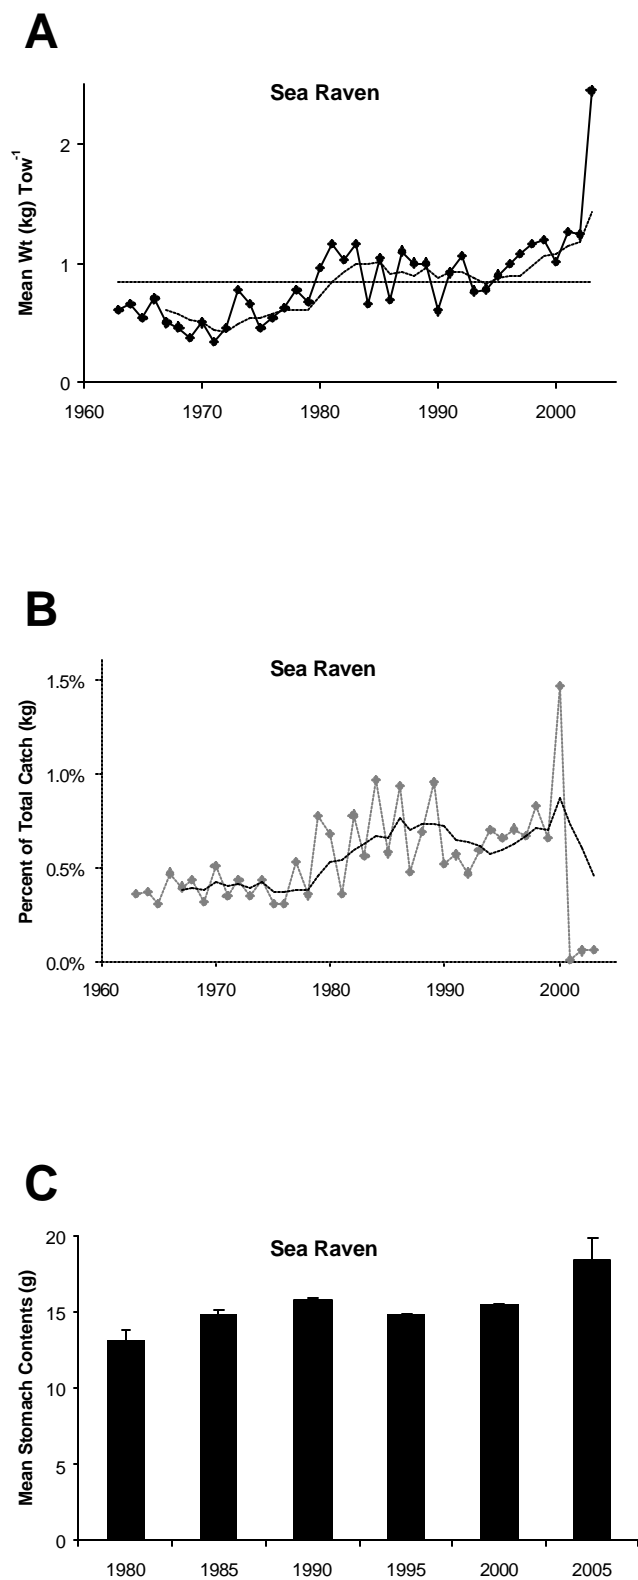 A
Sea Raven
Mean Wt (kg) Tow-1
2
1
0
1960 1970 1980 1990 2000
B
Sea Raven
Percent of Total Catch (kg)
1.5%
1.0%
0.5%
0.0%
1960 1970 1980 1990 2000
C
Sea Raven
Mean Stomach Contents (g)
20
15
10
5
0
1980 1985 1990 1995 2000 2005